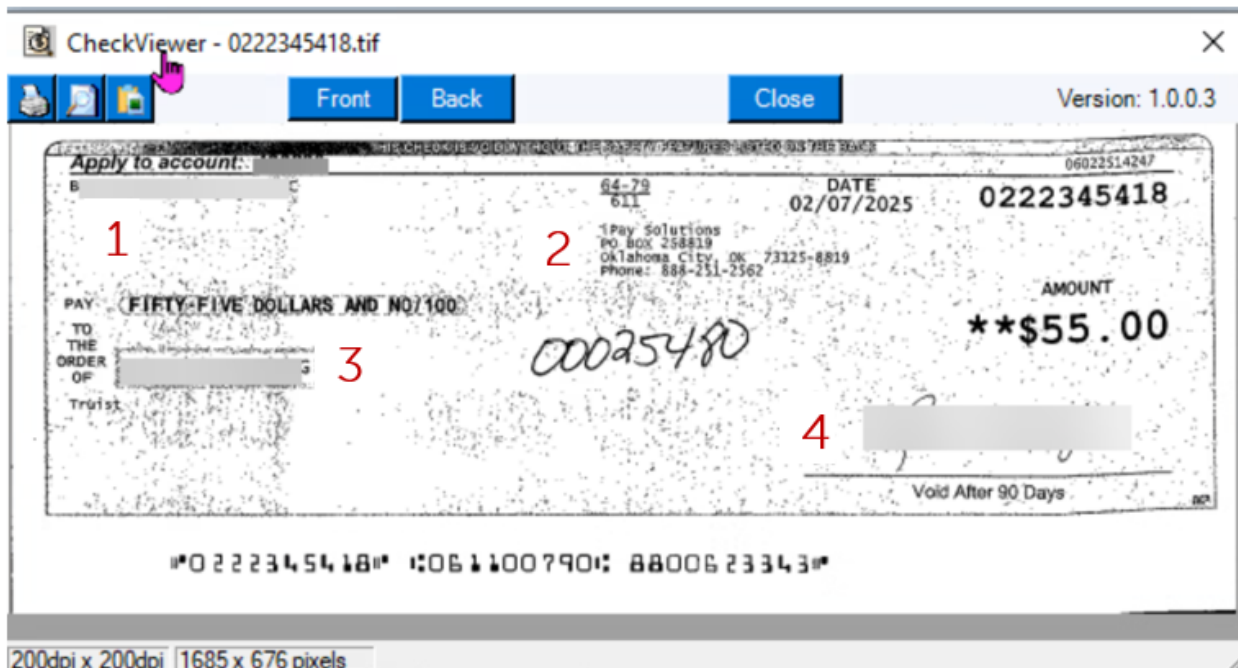 CheckViewer - 0222345418.tif
Front Back Close Version: 1.0.0.3
Apply to account:
06022514247
B C
64-79
611
DATE
02/07/2025
0222345418
1
2
iPay Solutions
PO BOX 258819
Oklahoma City, OK 73125-8819
Phone: 888-251-2562
PAY FIFTY-FIVE DOLLARS AND NO/100
AMOUNT
**$55.00
TO
THE
ORDER
OF
3
00025480
Truist
4
Void After 90 Days
⑈0222345418⑈ ⑆061100790⑆ 8800623343⑈
200dpi x 200dpi 1685 x 676 pixels